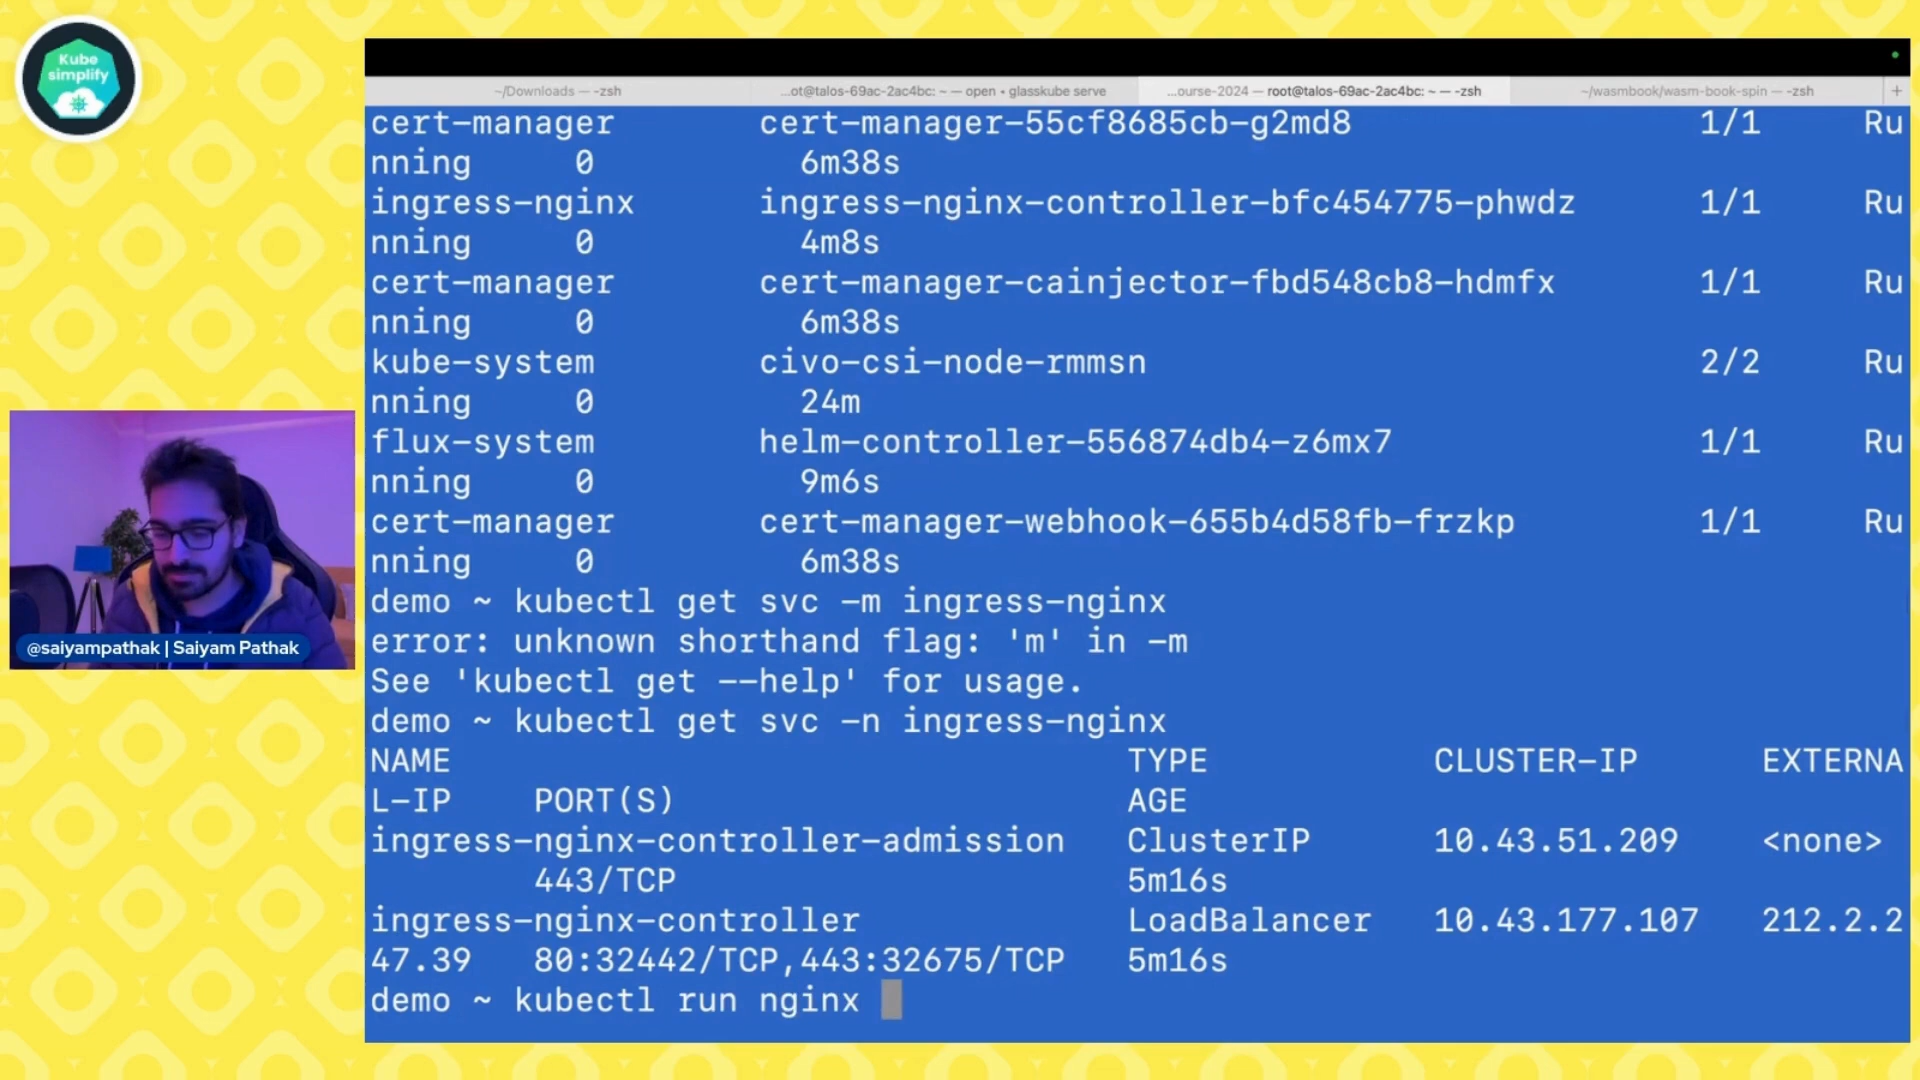 Kube
simplify
~/Downloads — -zsh
...ot@talos-69ac-2ac4bc: ~ — open • glasskube serve
...ourse-2024 — root@talos-69ac-2ac4bc: ~ — -zsh
~/wasmbook/wasm-book-spin — -zsh
+
cert-manager cert-manager-55cf8685cb-g2md8 1/1 Ru
nning 0 6m38s
ingress-nginx ingress-nginx-controller-bfc454775-phwdz 1/1 Ru
nning 0 4m8s
cert-manager cert-manager-cainjector-fbd548cb8-hdmfx 1/1 Ru
nning 0 6m38s
kube-system civo-csi-node-rmmsn 2/2 Ru
nning 0 24m
flux-system helm-controller-556874db4-z6mx7 1/1 Ru
nning 0 9m6s
cert-manager cert-manager-webhook-655b4d58fb-frzkp 1/1 Ru
nning 0 6m38s
demo ~ kubectl get svc -m ingress-nginx
error: unknown shorthand flag: 'm' in -m
See 'kubectl get --help' for usage.
demo ~ kubectl get svc -n ingress-nginx
NAME TYPE CLUSTER-IP EXTERNA
L-IP PORT(S) AGE
ingress-nginx-controller-admission ClusterIP 10.43.51.209 <none>
443/TCP 5m16s
ingress-nginx-controller LoadBalancer 10.43.177.107 212.2.2
47.39 80:32442/TCP,443:32675/TCP 5m16s
demo ~ kubectl run nginx
@saiyampathak | Saiyam Pathak